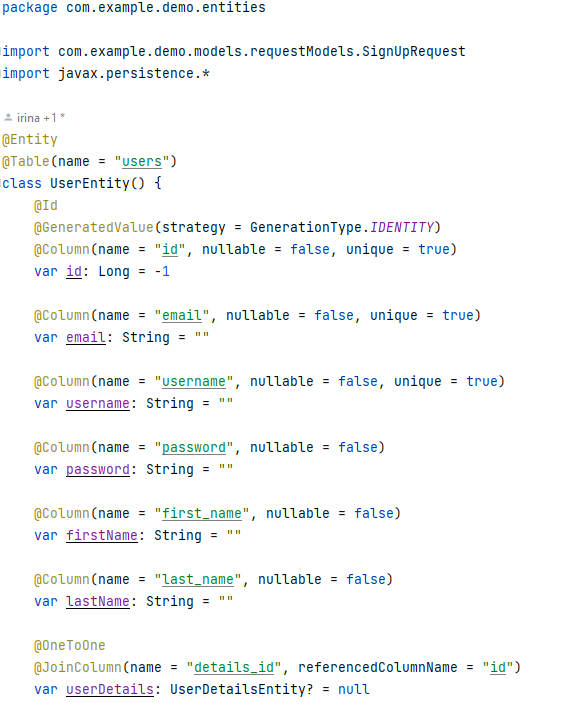 package com.example.demo.entities
import com.example.demo.models.requestModels.SignUpRequest
import javax.persistence.*
irina +1 *
@Entity
@Table(name = "users")
class UserEntity() {
@Id
@GeneratedValue(strategy = GenerationType.IDENTITY)
@Column(name = "id", nullable = false, unique = true)
var id: Long = -1
@Column(name = "email", nullable = false, unique = true)
var email: String = ""
@Column(name = "username", nullable = false, unique = true)
var username: String = ""
@Column(name = "password", nullable = false)
var password: String = ""
@Column(name = "first_name", nullable = false)
var firstName: String = ""
@Column(name = "last_name", nullable = false)
var lastName: String = ""
@OneToOne
@JoinColumn(name = "details_id", referencedColumnName = "id")
var userDetails: UserDetailsEntity? = null